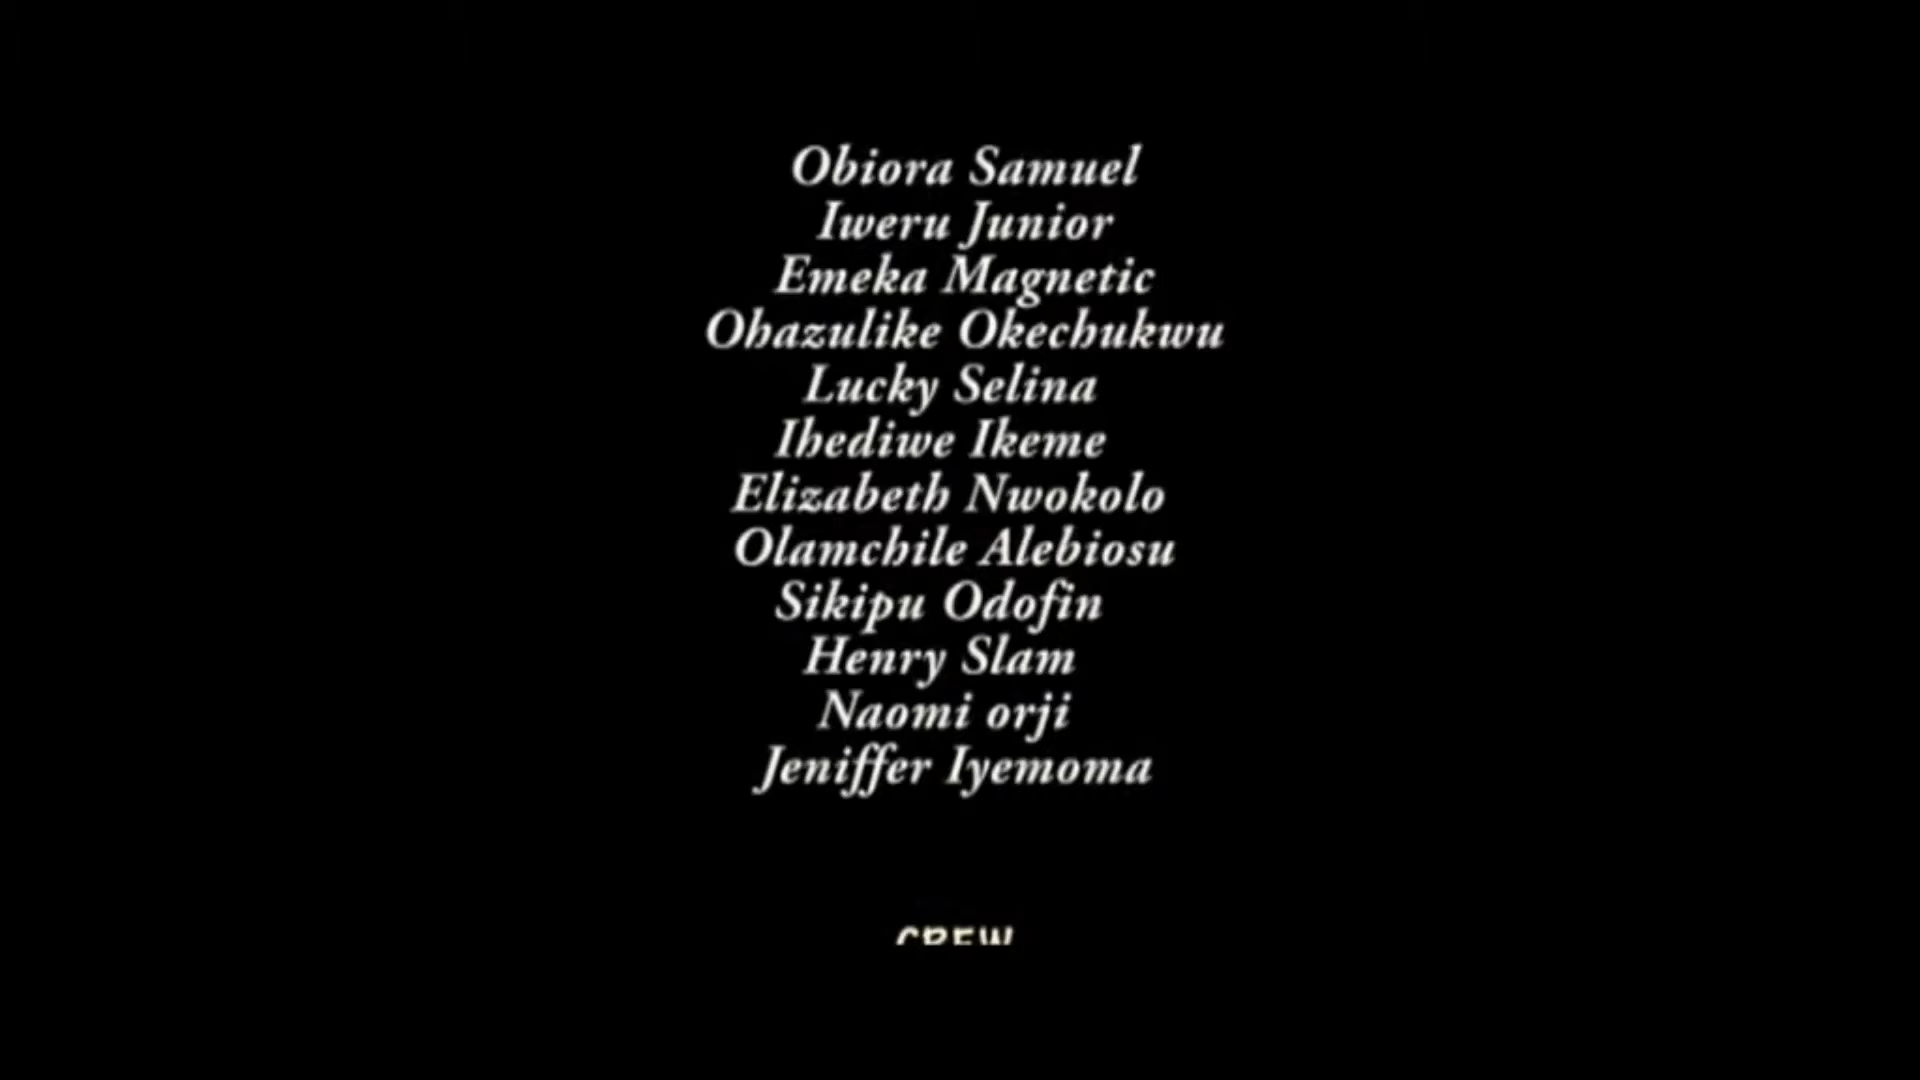 Obiora Samuel
Iweru Junior
Emeka Magnetic
Ohazulike Okechukwu
Lucky Selina
Ihediwe Ikeme
Elizabeth Nwokolo
Olamchile Alebiosu
Sikipu Odofin
Henry Slam
Naomi orji
Jeniffer Iyemoma
CREW